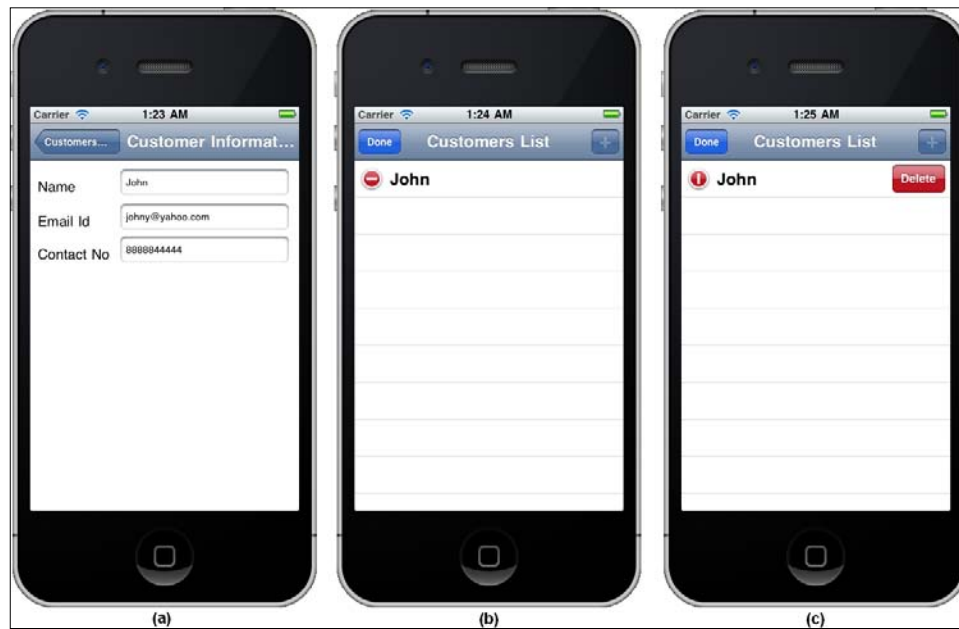 Carrier 1:23 AM
Customers... Customer Informat...
Name John
Email Id johny@yahoo.com
Contact No 8888844444
(a)
Carrier 1:24 AM
Done Customers List +
John
(b)
Carrier 1:25 AM
Done Customers List +
John Delete
(c)